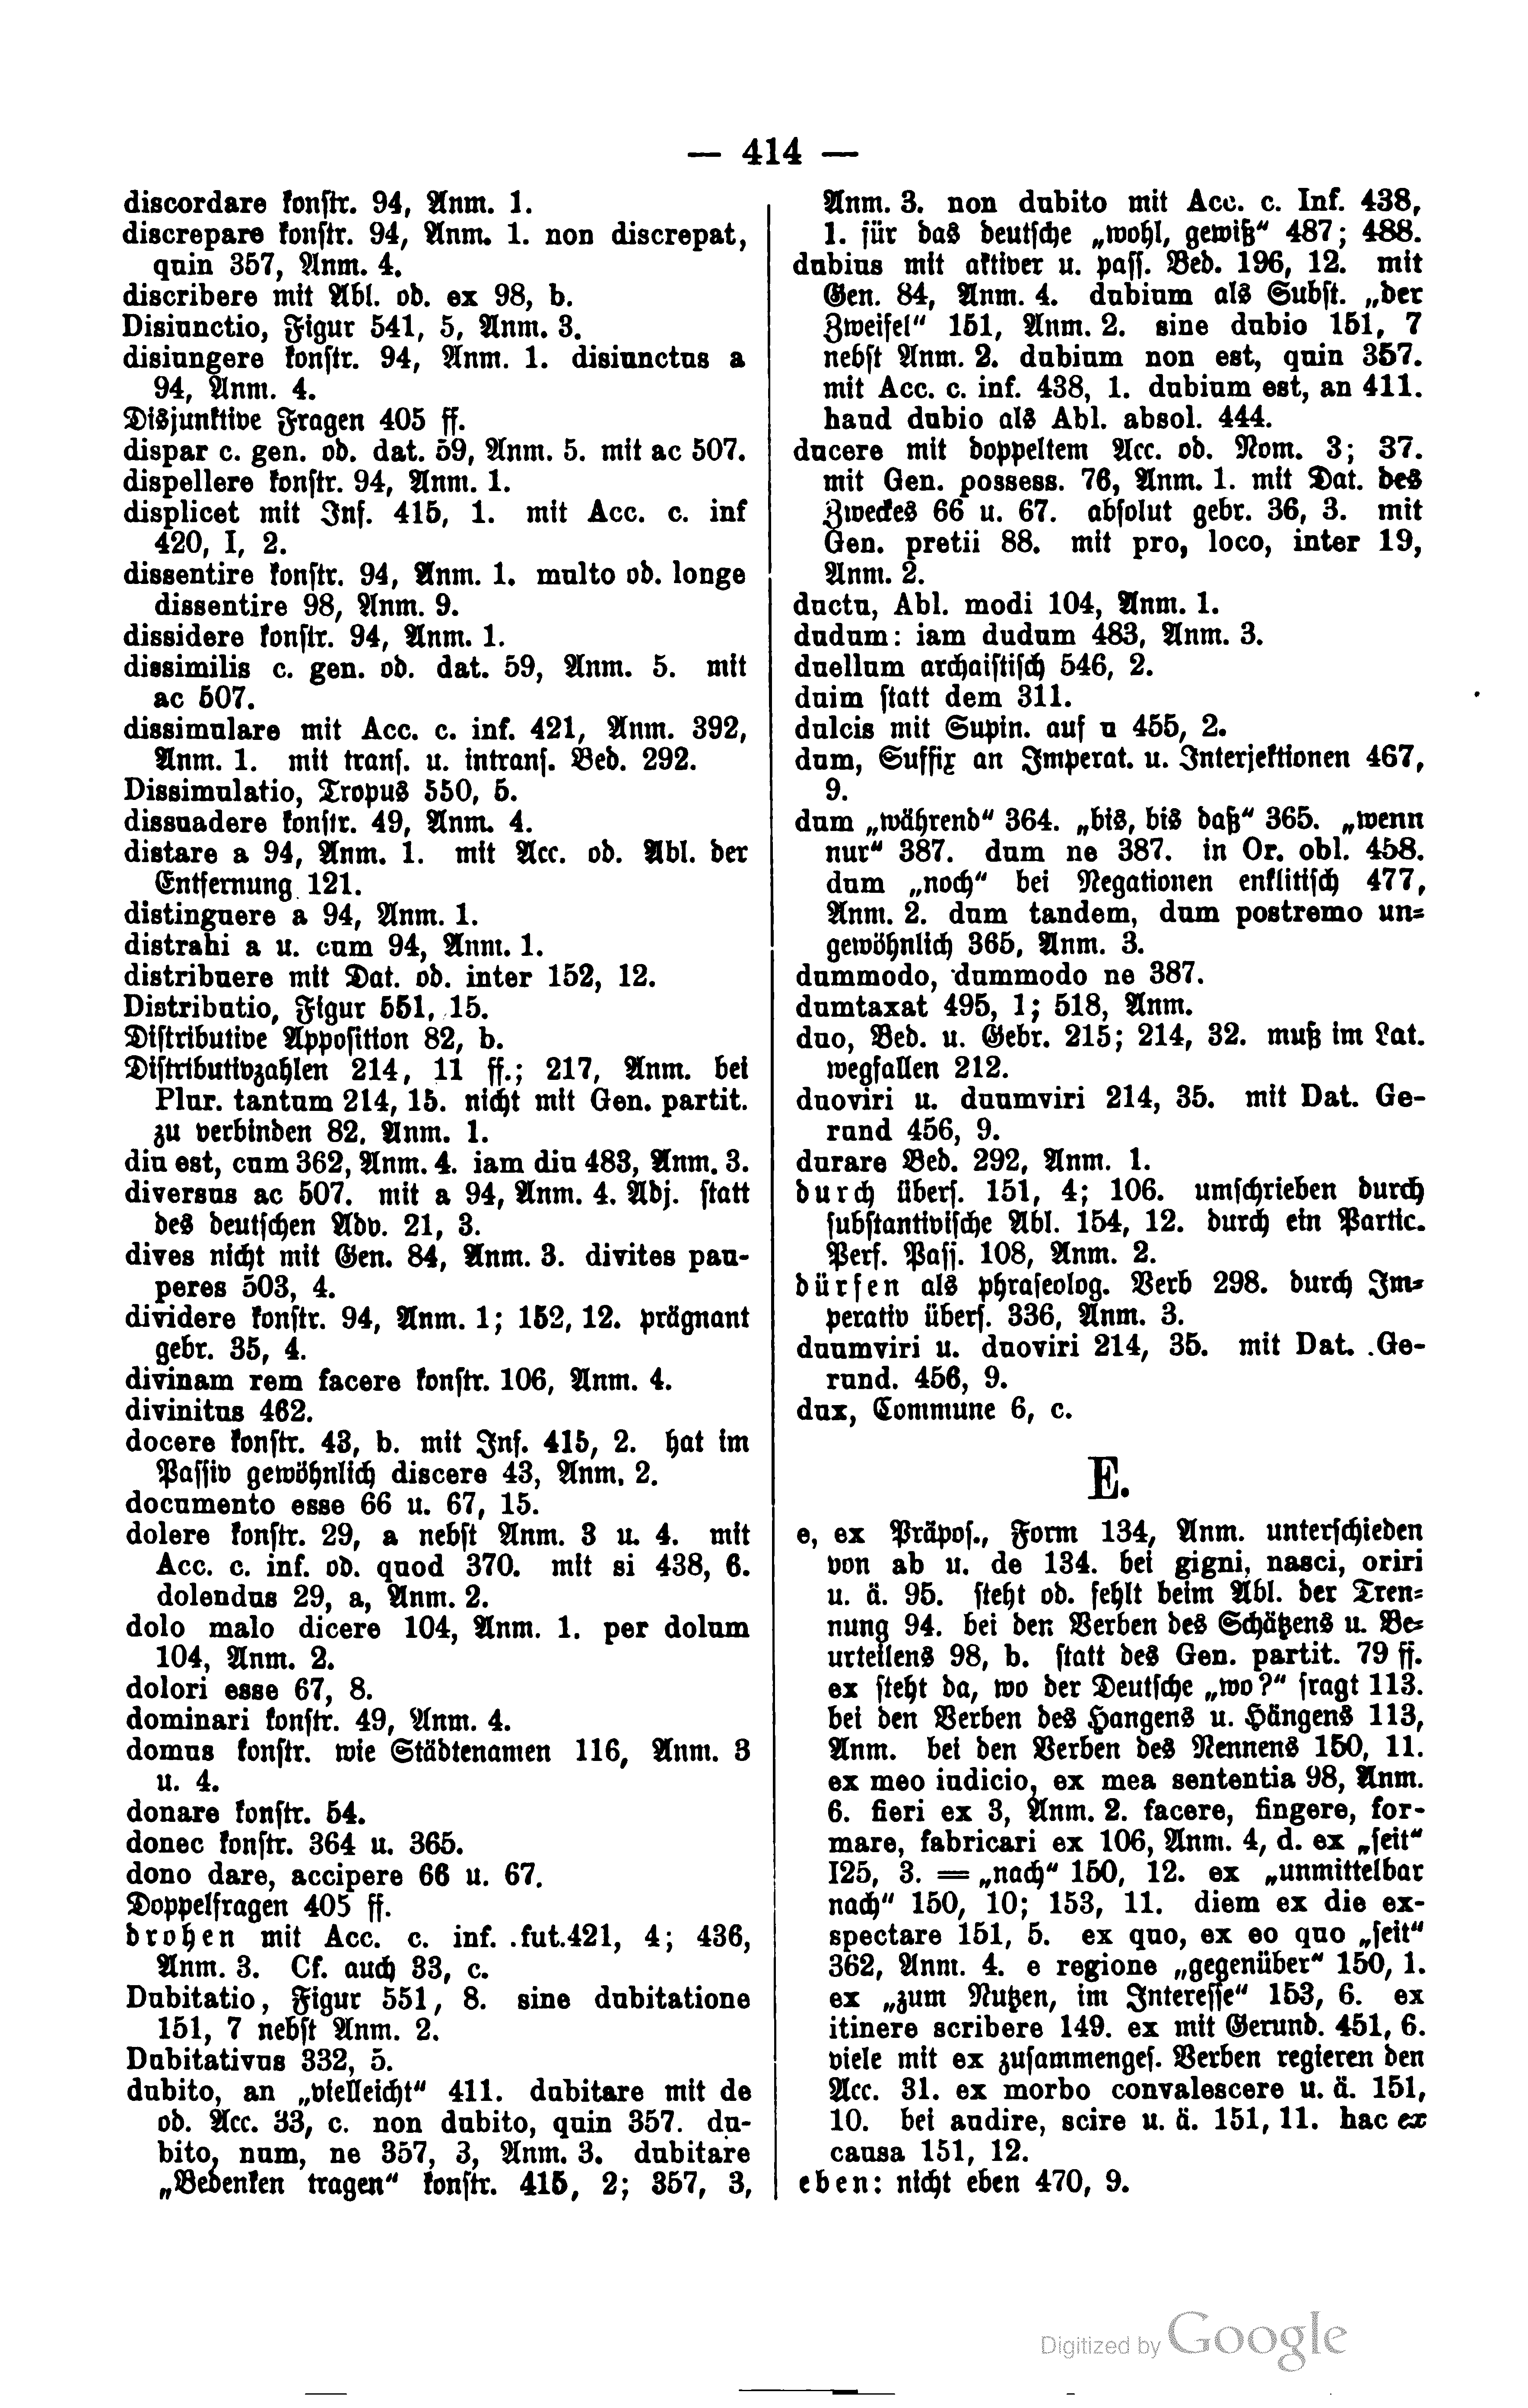 — 414 —
discordare konstr. 94, Anm. 1.
discrepare konstr. 94, Anm. 1. non discrepat,
quin 357, Anm. 4.
discribere mit Abl. od. ex 98, b.
Disiunctio, Figur 541, 5, Anm. 3.
disiungere konstr. 94, Anm. 1. disiunctus a
94, Anm. 4.
Disjunktive Fragen 405 ff.
dispar c. gen. od. dat. 59, Anm. 5. mit ac 507.
dispellere konstr. 94, Anm. 1.
displicet mit Inf. 415, 1. mit Acc. c. inf
420, I, 2.
dissentire konstr. 94, Anm. 1. multo od. longe
dissentire 98, Anm. 9.
dissidere konstr. 94, Anm. 1.
dissimilis c. gen. od. dat. 59, Anm. 5. mit
ac 507.
dissimulare mit Acc. c. inf. 421, Anm. 392,
Anm. 1. mit trans. u. intrans. Bed. 292.
Dissimulatio, Tropus 550, 5.
dissuadere konstr. 49, Anm. 4.
distare a 94, Anm. 1. mit Acc. od. Abl. der
Entfernung 121.
distinguere a 94, Anm. 1.
distrahi a u. cum 94, Anm. 1.
distribuere mit Dat. od. inter 152, 12.
Distributio, Figur 551, 15.
Distributive Apposition 82, b.
Distributivzahlen 214, 11 ff.; 217, Anm. bei
Plur. tantum 214, 15. nicht mit Gen. partit.
zu verbinden 82, Anm. 1.
diu est, cum 362, Anm. 4. iam diu 483, Anm. 3.
diversus ac 507. mit a 94, Anm. 4. Adj. statt
des deutschen Adv. 21, 3.
dives nicht mit Gen. 84, Anm. 3. divites pau-
peres 503, 4.
dividere konstr. 94, Anm. 1; 152, 12. prägnant
gebr. 35, 4.
divinam rem facere konstr. 106, Anm. 4.
divinitus 462.
docere konstr. 43, b. mit Inf. 415, 2. hat im
Passiv gewöhnlich discere 43, Anm. 2.
documento esse 66 u. 67, 15.
dolere konstr. 29, a nebst Anm. 3 u. 4. mit
Acc. c. inf. od. quod 370. mit si 438, 6.
dolendus 29, a, Anm. 2.
dolo malo dicere 104, Anm. 1. per dolum
104, Anm. 2.
dolori esse 67, 8.
dominari konstr. 49, Anm. 4.
domus konstr. wie Städtenamen 116, Anm. 3
u. 4.
donare konstr. 54.
donec konstr. 364 u. 365.
dono dare, accipere 66 u. 67.
Doppelfragen 405 ff.
drohen mit Acc. c. inf. .fut.421, 4; 436,
Anm. 3. Cf. auch 33, c.
Dubitatio, Figur 551, 8. sine dubitatione
151, 7 nebst Anm. 2.
Dubitativus 332, 5.
dubito, an „vielleicht“ 411. dubitare mit de
od. Acc. 33, c. non dubito, quin 357. du-
bito, num, ne 357, 3, Anm. 3. dubitare
„Bedenken tragen“ konstr. 415, 2; 357, 3,
Anm. 3. non dubito mit Acc. c. Inf. 438,
1. für das deutsche „wohl, gewiß“ 487; 488.
dubius mit aktiver u. pass. Bed. 196, 12. mit
Gen. 84, Anm. 4. dubium als Subst. „der
Zweifel“ 151, Anm. 2. sine dubio 151, 7
nebst Anm. 2. dubium non est, quin 357.
mit Acc. c. inf. 438, 1. dubium est, an 411.
haud dubio als Abl. absol. 444.
ducere mit doppeltem Acc. od. Nom. 3; 37.
mit Gen. possess. 76, Anm. 1. mit Dat. des
Zweckes 66 u. 67. absolut gebr. 36, 3. mit
Gen. pretii 88. mit pro, loco, inter 19,
Anm. 2.
ductu, Abl. modi 104, Anm. 1.
dudum: iam dudum 483, Anm. 3.
duellum archaistisch 546, 2.
duim statt dem 311.
dulcis mit Supin. auf u 455, 2.
dum, Suffix an Imperat. u. Interjektionen 467,
9.
dum „während“ 364. „bis, bis daß“ 365. „wenn
nur“ 387. dum ne 387. in Or. obl. 458.
dum „noch“ bei Negationen enklitisch 477,
Anm. 2. dum tandem, dum postremo un-
gewöhnlich 365, Anm. 3.
dummodo, dummodo ne 387.
dumtaxat 495, 1; 518, Anm.
duo, Bed. u. Gebr. 215; 214, 32. muß im Lat.
wegfallen 212.
duoviri u. duumviri 214, 35. mit Dat. Ge-
rund 456, 9.
durare Bed. 292, Anm. 1.
durch übers. 151, 4; 106. umschrieben durch
substantivische Abl. 154, 12. durch ein Partic.
Perf. Pass. 108, Anm. 2.
dürfen als phraseolog. Verb 298. durch Im-
perativ übers. 336, Anm. 3.
duumviri u. duoviri 214, 35. mit Dat. .Ge-
rund. 456, 9.
dux, Commune 6, c.
E.
e, ex Präpos., Form 134, Anm. unterschieden
von ab u. de 134. bei gigni, nasci, oriri
u. ä. 95. steht od. fehlt beim Abl. der Tren-
nung 94. bei den Verben des Schätzens u. Be-
urteilens 98, b. statt des Gen. partit. 79 ff.
ex steht da, wo der Deutsche „wo?“ fragt 113.
bei den Verben des Hangens u. Hängens 113,
Anm. bei den Verben des Nennens 150, 11.
ex meo iudicio, ex mea sententia 98, Anm.
6. fieri ex 3, Anm. 2. facere, fingere, for-
mare, fabricari ex 106, Anm. 4, d. ex „seit“
I25, 3. = „nach“ 150, 12. ex „unmittelbar
nach“ 150, 10; 153, 11. diem ex die ex-
spectare 151, 5. ex quo, ex eo quo „seit“
362, Anm. 4. e regione „gegenüber“ 150, 1.
ex „zum Nutzen, im Interesse“ 153, 6. ex
itinere scribere 149. ex mit Gerund. 451, 6.
viele mit ex zusammenges. Verben regieren den
Acc. 31. ex morbo convalescere u. ä. 151,
10. bei audire, scire u. ä. 151, 11. hac ex
causa 151, 12.
eben: nicht eben 470, 9.
Digitized by Google